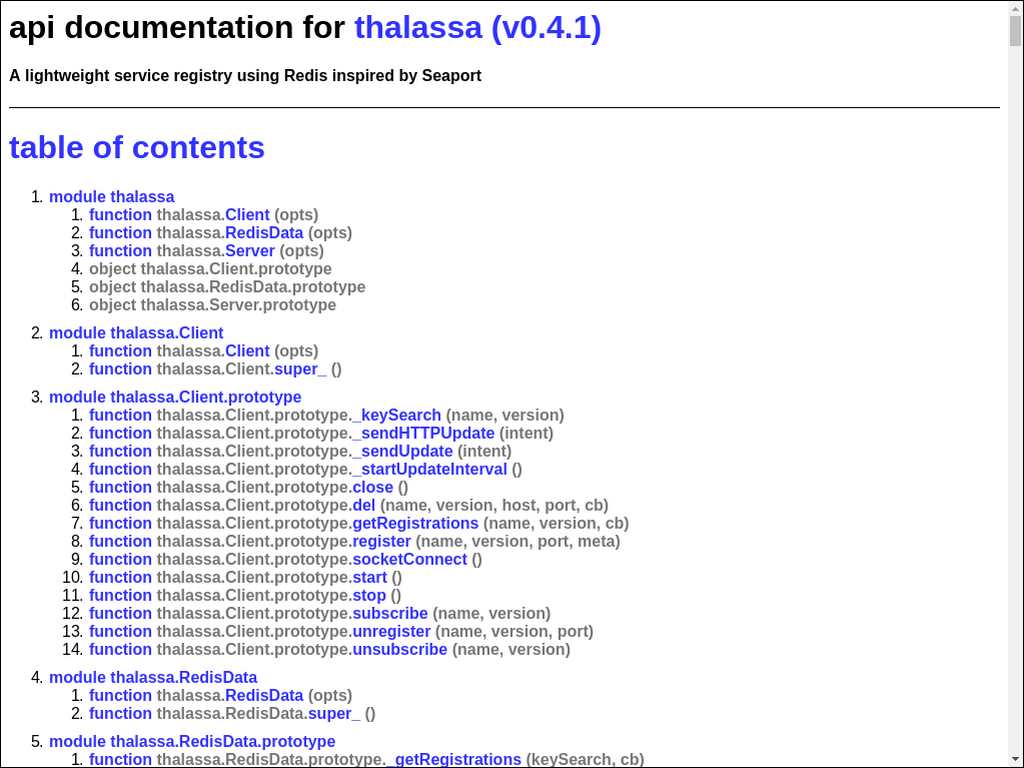 api documentation for thalassa (v0.4.1)
A lightweight service registry using Redis inspired by Seaport
table of contents
1. module thalassa
1. function thalassa.Client (opts)
2. function thalassa.RedisData (opts)
3. function thalassa.Server (opts)
4. object thalassa.Client.prototype
5. object thalassa.RedisData.prototype
6. object thalassa.Server.prototype
2. module thalassa.Client
1. function thalassa.Client (opts)
2. function thalassa.Client.super_ ()
3. module thalassa.Client.prototype
1. function thalassa.Client.prototype._keySearch (name, version)
2. function thalassa.Client.prototype._sendHTTPUpdate (intent)
3. function thalassa.Client.prototype._sendUpdate (intent)
4. function thalassa.Client.prototype._startUpdateInterval ()
5. function thalassa.Client.prototype.close ()
6. function thalassa.Client.prototype.del (name, version, host, port, cb)
7. function thalassa.Client.prototype.getRegistrations (name, version, cb)
8. function thalassa.Client.prototype.register (name, version, port, meta)
9. function thalassa.Client.prototype.socketConnect ()
10. function thalassa.Client.prototype.start ()
11. function thalassa.Client.prototype.stop ()
12. function thalassa.Client.prototype.subscribe (name, version)
13. function thalassa.Client.prototype.unregister (name, version, port)
14. function thalassa.Client.prototype.unsubscribe (name, version)
4. module thalassa.RedisData
1. function thalassa.RedisData (opts)
2. function thalassa.RedisData.super_ ()
5. module thalassa.RedisData.prototype
1. function thalassa.RedisData.prototype._getRegistrations (keySearch, cb)